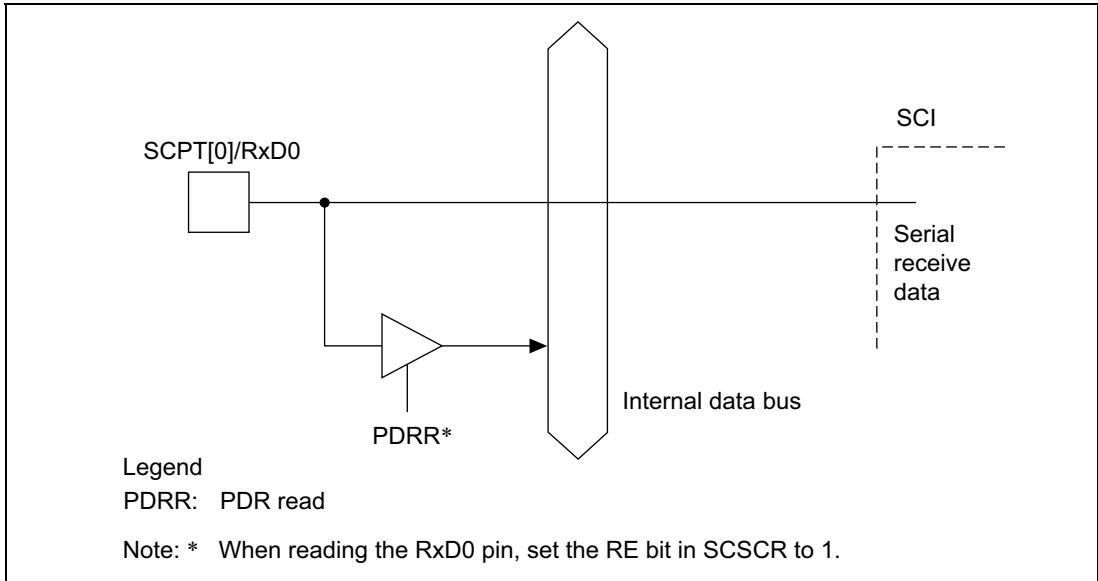 SCI
SCPT[0]/RxD0
Serial
receive
data
Internal data bus
PDRR*
Legend
PDRR: PDR read
Note: * When reading the RxD0 pin, set the RE bit in SCSCR to 1.